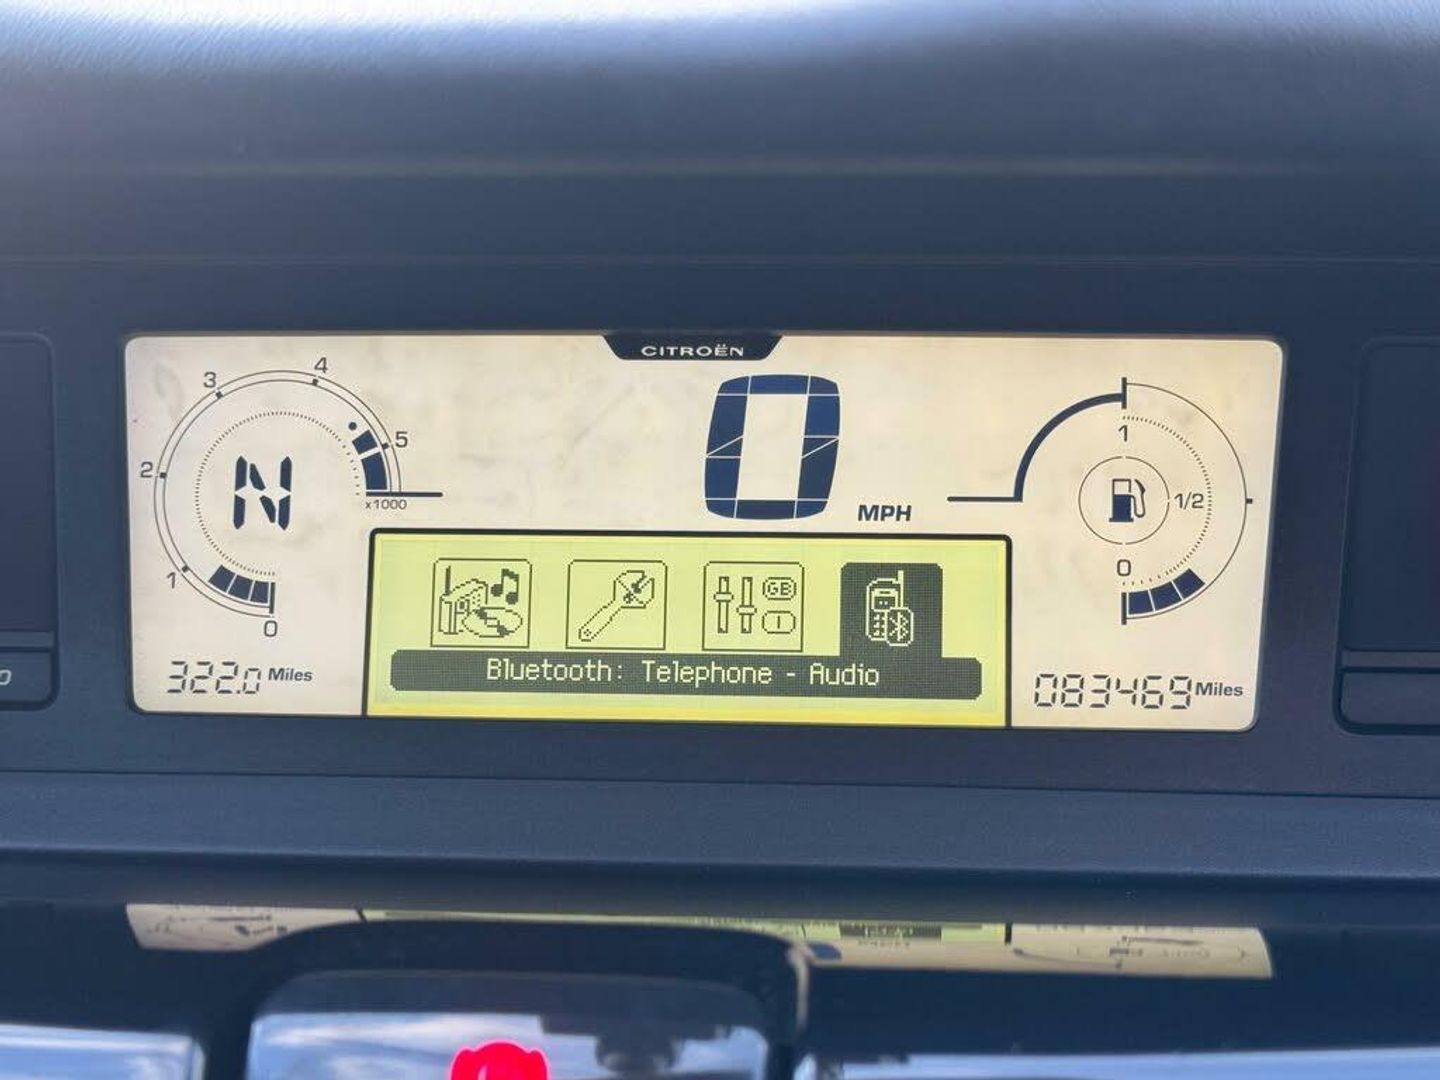 CITROËN
4
3
5
2
N
x1000
1
0
0 MPH
1
1/2
0
GB
Bluetooth: Telephone - Audio
322.0 Miles
083469 Miles